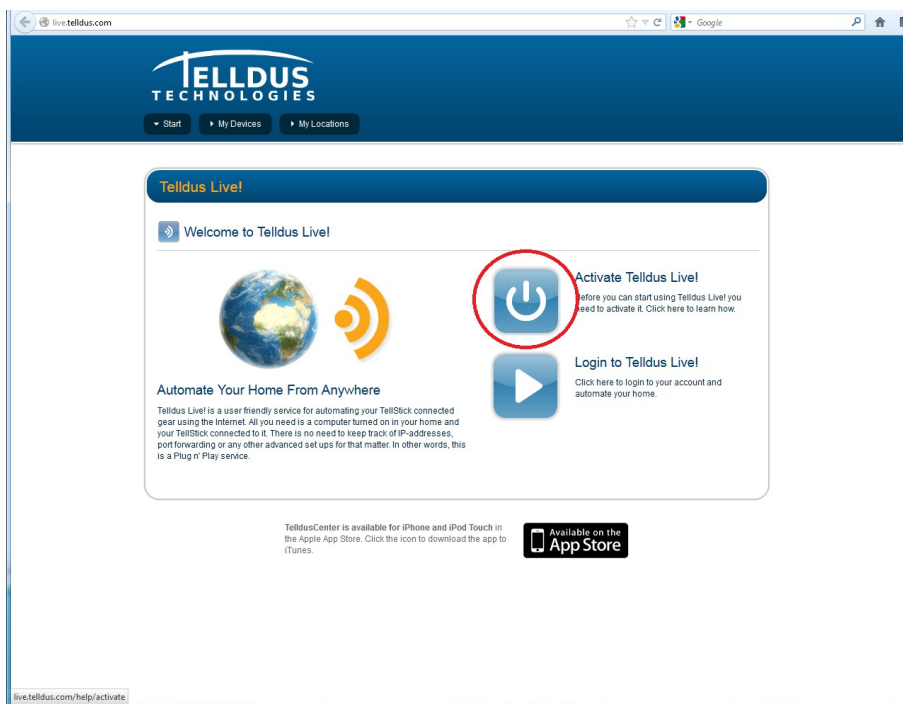 live.telldus.com
Google
TELLDUS
TECHNOLOGIES
Start
My Devices
My Locations
Telldus Live!
Welcome to Telldus Live!
Automate Your Home From Anywhere
Telldus Live! is a user friendly service for automating your TellStick connected
gear using the Internet. All you need is a computer turned on in your home and
your TellStick connected to it. There is no need to keep track of IP-addresses,
port forwarding or any other advanced set ups for that matter. In other words, this
is a Plug n' Play service.
Activate Telldus Live!
Before you can start using Telldus Live! you
need to activate it. Click here to learn how.
Login to Telldus Live!
Click here to login to your account and
automate your home.
TelldusCenter is available for iPhone and iPod Touch in
the Apple App Store. Click the icon to download the app to
iTunes.
Available on the
App Store
live.telldus.com/help/activate